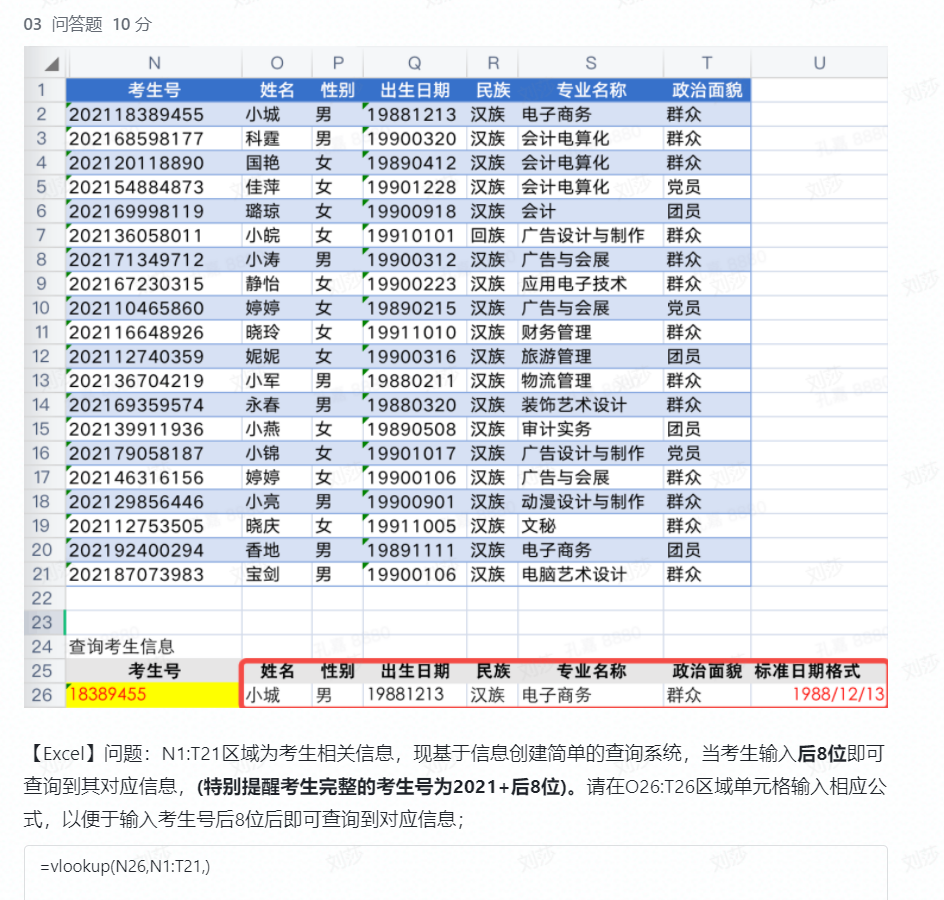 03 问答题 10 分
N O P Q R S T U
1 考生号 姓名 性别 出生日期 民族 专业名称 政治面貌
2 202118389455 小城 男 19881213 汉族 电子商务 群众
3 202168598177 科霆 男 19900320 汉族 会计电算化 群众
4 202120118890 国艳 女 19890412 汉族 会计电算化 群众
5 202154884873 佳萍 女 19901228 汉族 会计电算化 党员
6 202169998119 璐琼 女 19900918 汉族 会计 团员
7 202136058011 小皖 女 19910101 回族 广告设计与制作 群众
8 202171349712 小涛 男 19900312 汉族 广告与会展 群众
9 202167230315 静怡 女 19900223 汉族 应用电子技术 群众
10 202110465860 婷婷 女 19890215 汉族 广告与会展 党员
11 202116648926 晓玲 女 19911010 汉族 财务管理 群众
12 202112740359 妮妮 女 19900316 汉族 旅游管理 团员
13 202136704219 小军 男 19880211 汉族 物流管理 群众
14 202169359574 永春 男 19880320 汉族 装饰艺术设计 群众
15 202139911936 小燕 女 19890508 汉族 审计实务 团员
16 202179058187 小锦 女 19901017 汉族 广告设计与制作 党员
17 202146316156 婷婷 女 19900106 汉族 广告与会展 群众
18 202129856446 小亮 男 19900901 汉族 动漫设计与制作 群众
19 202112753505 晓庆 女 19911005 汉族 文秘 群众
20 202192400294 香地 男 19891111 汉族 电子商务 团员
21 202187073983 宝剑 男 19900106 汉族 电脑艺术设计 群众
22
23
24 查询考生信息
25 考生号 姓名 性别 出生日期 民族 专业名称 政治面貌 标准日期格式
26 18389455 小城 男 19881213 汉族 电子商务 群众 1988/12/13
【Excel】问题：N1:T21区域为考生相关信息，现基于信息创建简单的查询系统，当考生输入后8位即可
查询到其对应信息，(特别提醒考生完整的考生号为2021+后8位)。请在O26:T26区域单元格输入相应公
式，以便于输入考生号后8位后即可查询到对应信息；
=vlookup(N26,N1:T21,)